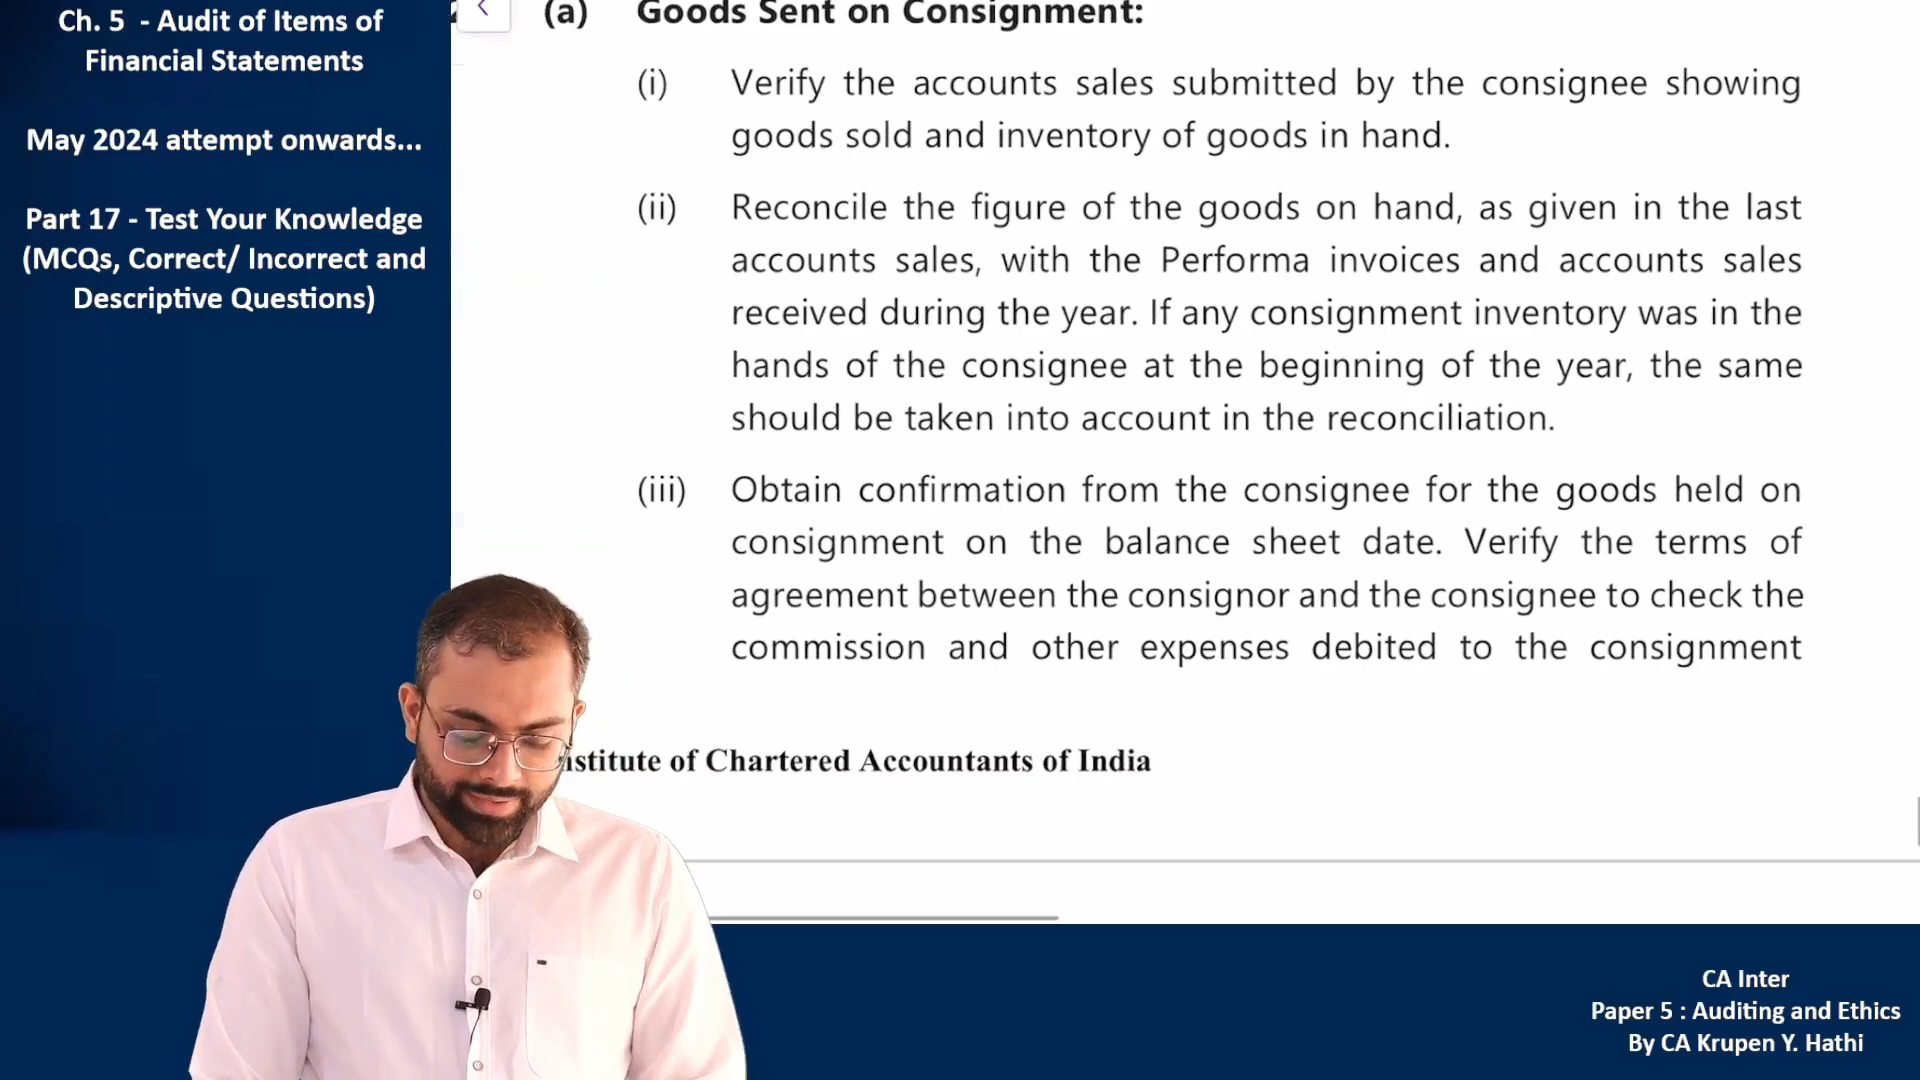 Ch. 5 - Audit of Items of
Financial Statements
May 2024 attempt onwards...
Part 17 - Test Your Knowledge
(MCQs, Correct/ Incorrect and
Descriptive Questions)
(a) Goods Sent on Consignment:
(i) Verify the accounts sales submitted by the consignee showing
goods sold and inventory of goods in hand.
(ii) Reconcile the figure of the goods on hand, as given in the last
accounts sales, with the Performa invoices and accounts sales
received during the year. If any consignment inventory was in the
hands of the consignee at the beginning of the year, the same
should be taken into account in the reconciliation.
(iii) Obtain confirmation from the consignee for the goods held on
consignment on the balance sheet date. Verify the terms of
agreement between the consignor and the consignee to check the
commission and other expenses debited to the consignment
of Chartered Accountants of India
CA Inter
Paper 5 : Auditing and Ethics
By CA Krupen Y. Hathi